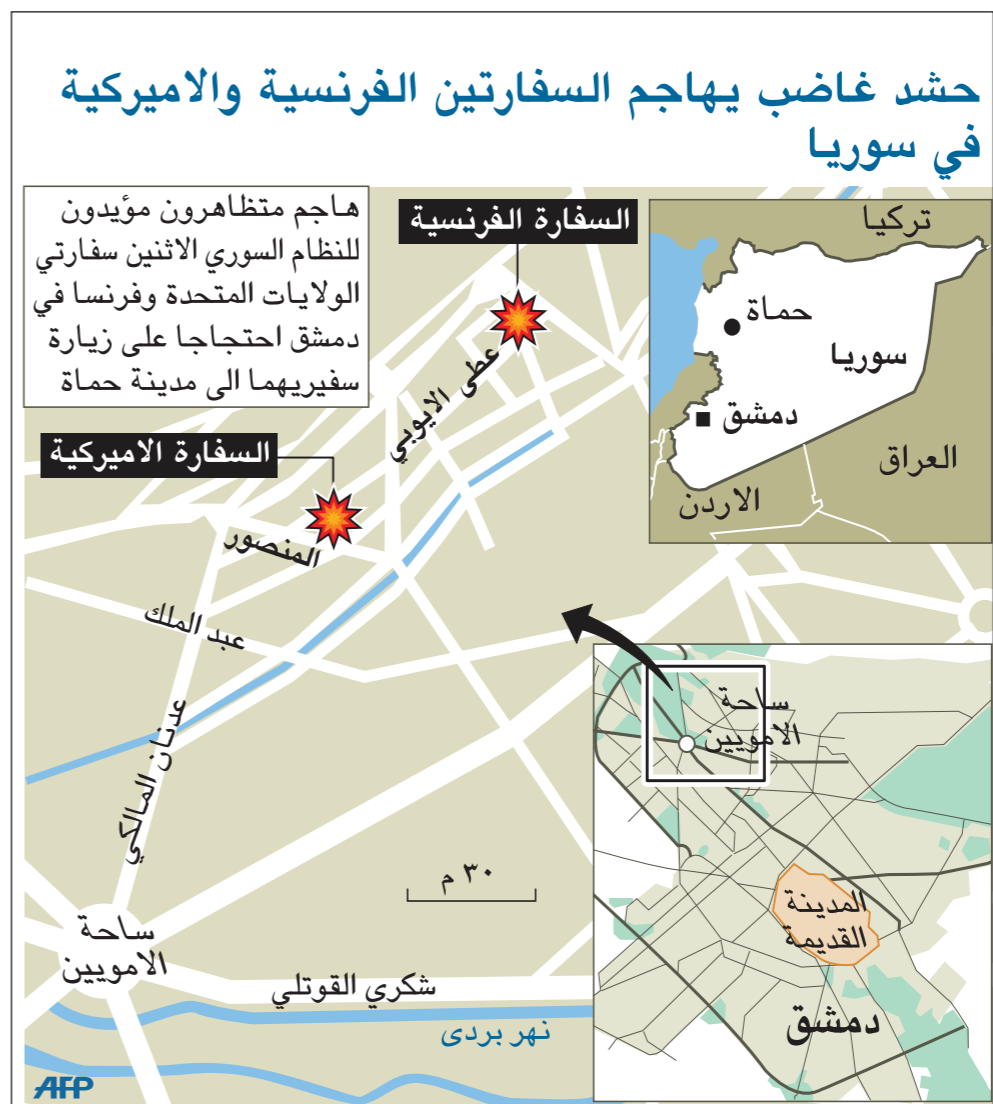 حشد غاضب يهاجم السفارتين الفرنسية والاميركية
في سوريا
هاجم متظاهرون مؤيدون
للنظام السوري الاثنين سفارتي
الولايات المتحدة وفرنسا في
دمشق احتجاجا على زيارة
سفيريهما الى مدينة حماة
السفارة الفرنسية
عطى الايوبي
السفارة الاميركية
المنصور
عبد الملك
عدنان المالكي
٣٠ م
ساحة
الامويين
شكري القوتلي
نهر بردى
تركيا
حماة
سوريا
دمشق
العراق
الاردن
ساحة
الامويين
المدينة
القديمة
دمشق
AFP